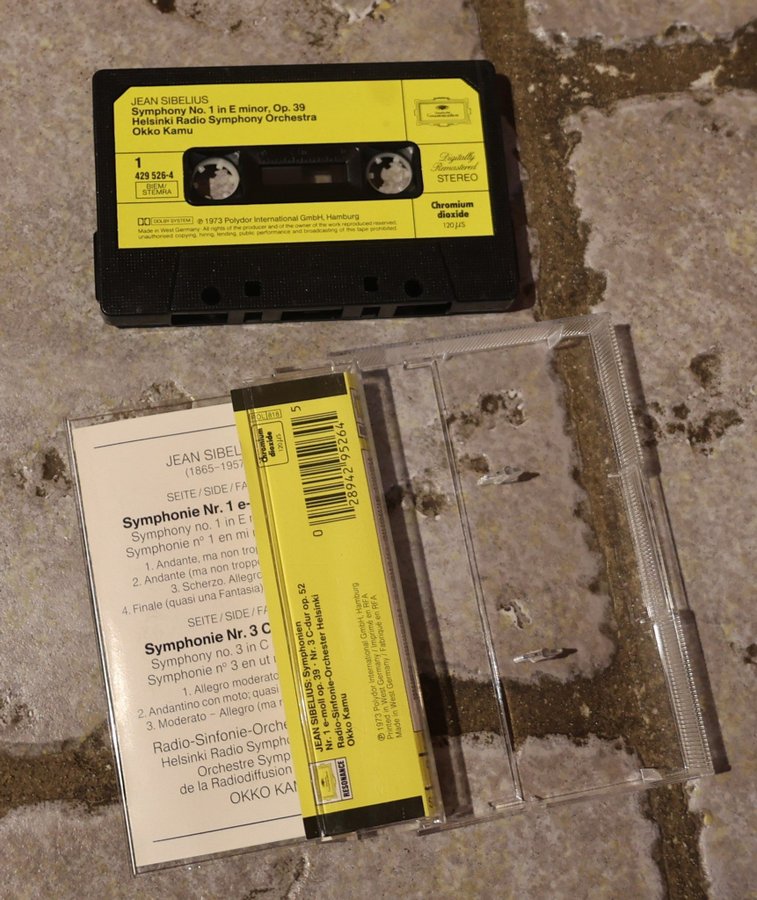 JEAN SIBELIUS
Symphony No. 1 in E minor, Op. 39
Helsinki Radio Symphony Orchestra
Okko Kamu
1
429 526-4
BIEM/
STEMRA
Digitally
Remastered
STEREO
Chromium
dioxide
120 µS
DOLBY SYSTEM
℗ 1973 Polydor International GmbH, Hamburg
Made in West Germany. All rights of the producer and of the owner of the work reproduced reserved.
unauthorised copying, hiring, lending, public performance and broadcasting of this tape prohibited.
JEAN SIBEL
(1865-1957
SEITE / SIDE / FA
Symphonie Nr. 1 e-
Symphony no. 1 in E
Symphonie n° 1 en mi
1. Andante, ma non trop
2. Andante (ma non troppo
3. Scherzo. Allegro
4. Finale (quasi una Fantasia)
SEITE / SIDE / FA
Symphonie Nr. 3 C
Symphony no. 3 in C
Symphonie n° 3 en ut
1. Allegro moderato
2. Andantino con moto; quasi
3. Moderato – Allegro (ma
Radio-Sinfonie-Orche
Helsinki Radio Sympho
Orchestre Symp
de la Radiodiffusion
OKKO KAM
Chromium
dioxide
120 µS
0 28942 95264 5
JEAN SIBELIUS: Symphonien
Nr. 1 e-moll op. 39 · Nr. 3 C-dur op. 52
Radio-Sinfonie-Orchester Helsinki
Okko Kamu
RESONANCE
℗ 1973 Polydor International GmbH, Hamburg
Printed in West Germany / Imprimé en RFA
Made in West Germany / Fabriqué en RFA